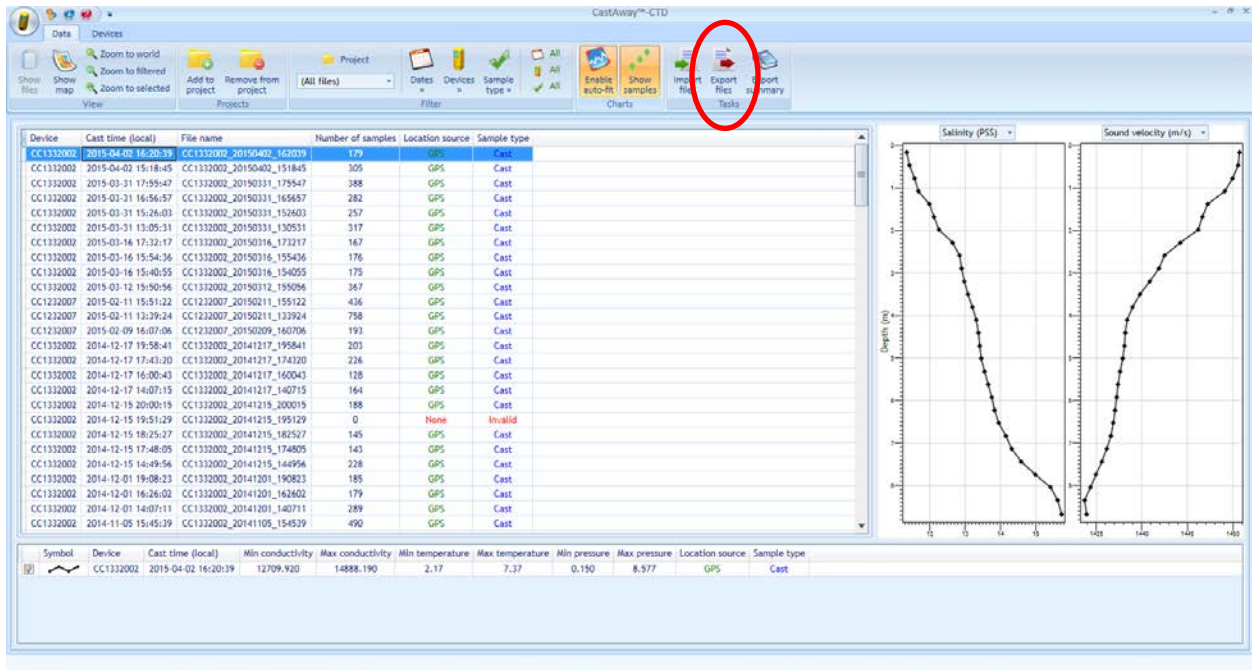 CastAway™-CTD
Data Devices
Show files
Show map
Zoom to world
Zoom to filtered
Zoom to selected
View
Add to project
Remove from project
Projects
Project
(All files)
Dates
Devices
Sample type
All
All
All
Filter
Enable auto-fit
Show samples
Charts
Import files
Export files
Export summary
Tasks
Device Cast time (local) File name Number of samples Location source Sample type
CC1332002 2015-04-02 16:20:39 CC1332002_20150402_162039 179 GPS Cast
CC1332002 2015-04-02 15:18:45 CC1332002_20150402_151845 305 GPS Cast
CC1332002 2015-03-31 17:55:47 CC1332002_20150331_175547 388 GPS Cast
CC1332002 2015-03-31 16:56:57 CC1332002_20150331_165657 282 GPS Cast
CC1332002 2015-03-31 15:26:03 CC1332002_20150331_152603 257 GPS Cast
CC1332002 2015-03-31 13:05:31 CC1332002_20150331_130531 317 GPS Cast
CC1332002 2015-03-16 17:32:17 CC1332002_20150316_173217 167 GPS Cast
CC1332002 2015-03-16 15:54:36 CC1332002_20150316_155436 176 GPS Cast
CC1332002 2015-03-16 15:40:55 CC1332002_20150316_154055 175 GPS Cast
CC1332002 2015-03-12 15:50:56 CC1332002_20150312_155056 367 GPS Cast
CC1232007 2015-02-11 15:51:22 CC1232007_20150211_155122 436 GPS Cast
CC1232007 2015-02-11 13:39:24 CC1232007_20150211_133924 758 GPS Cast
CC1232007 2015-02-09 16:07:06 CC1232007_20150209_160706 193 GPS Cast
CC1332002 2014-12-17 19:58:41 CC1332002_20141217_195841 203 GPS Cast
CC1332002 2014-12-17 17:43:20 CC1332002_20141217_174320 226 GPS Cast
CC1332002 2014-12-17 16:00:43 CC1332002_20141217_160043 128 GPS Cast
CC1332002 2014-12-17 14:07:15 CC1332002_20141217_140715 164 GPS Cast
CC1332002 2014-12-15 20:00:15 CC1332002_20141215_200015 188 GPS Cast
CC1332002 2014-12-15 19:51:29 CC1332002_20141215_195129 0 None Invalid
CC1332002 2014-12-15 18:25:27 CC1332002_20141215_182527 145 GPS Cast
CC1332002 2014-12-15 17:48:05 CC1332002_20141215_174805 143 GPS Cast
CC1332002 2014-12-15 14:49:56 CC1332002_20141215_144956 228 GPS Cast
CC1332002 2014-12-01 19:08:23 CC1332002_20141201_190823 185 GPS Cast
CC1332002 2014-12-01 16:26:02 CC1332002_20141201_162602 179 GPS Cast
CC1332002 2014-12-01 14:07:11 CC1332002_20141201_140711 289 GPS Cast
CC1332002 2014-11-05 15:45:39 CC1332002_20141105_154539 490 GPS Cast
Salinity (PSS)
Sound velocity (m/s)
Depth (m)
12 13 14 15
1435 1440 1445 1450
Symbol Device Cast time (local) Min conductivity Max conductivity Min temperature Max temperature Min pressure Max pressure Location source Sample type
CC1332002 2015-04-02 16:20:39 12709.920 14888.190 2.17 7.37 0.150 8.577 GPS Cast